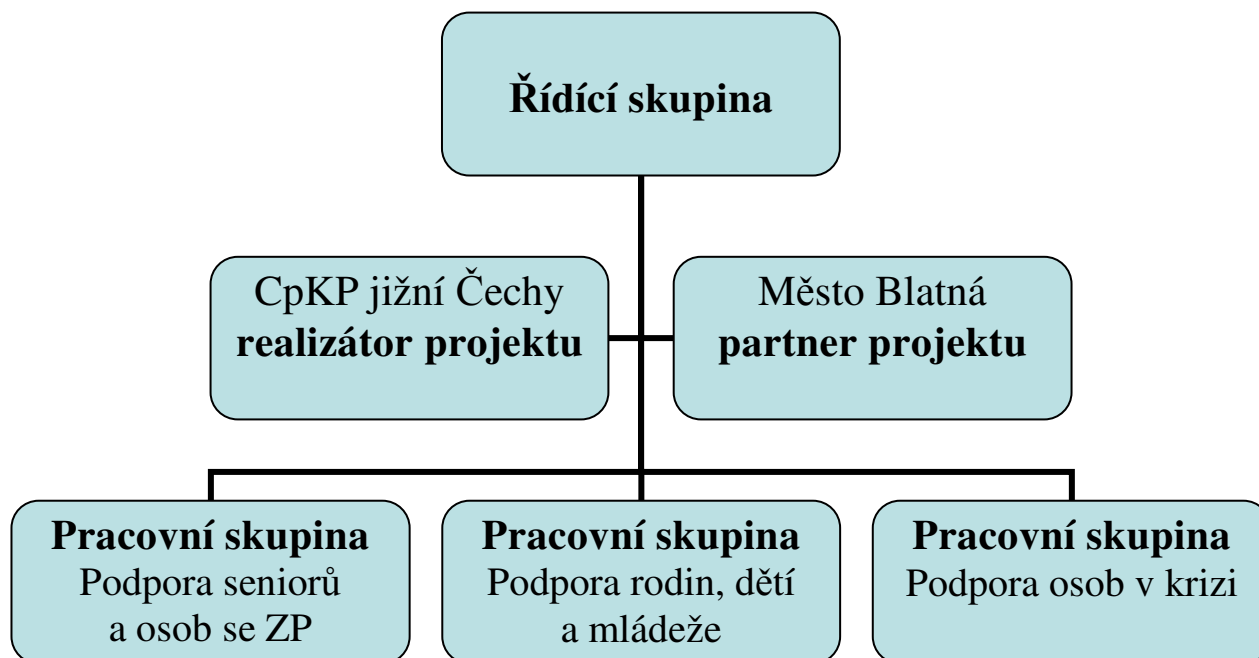 Řídící skupina
CpKP jižní Čechy
realizátor projektu
Město Blatná
partner projektu
Pracovní skupina
Podpora seniorů
a osob se ZP
Pracovní skupina
Podpora rodin, dětí
a mládeže
Pracovní skupina
Podpora osob v krizi